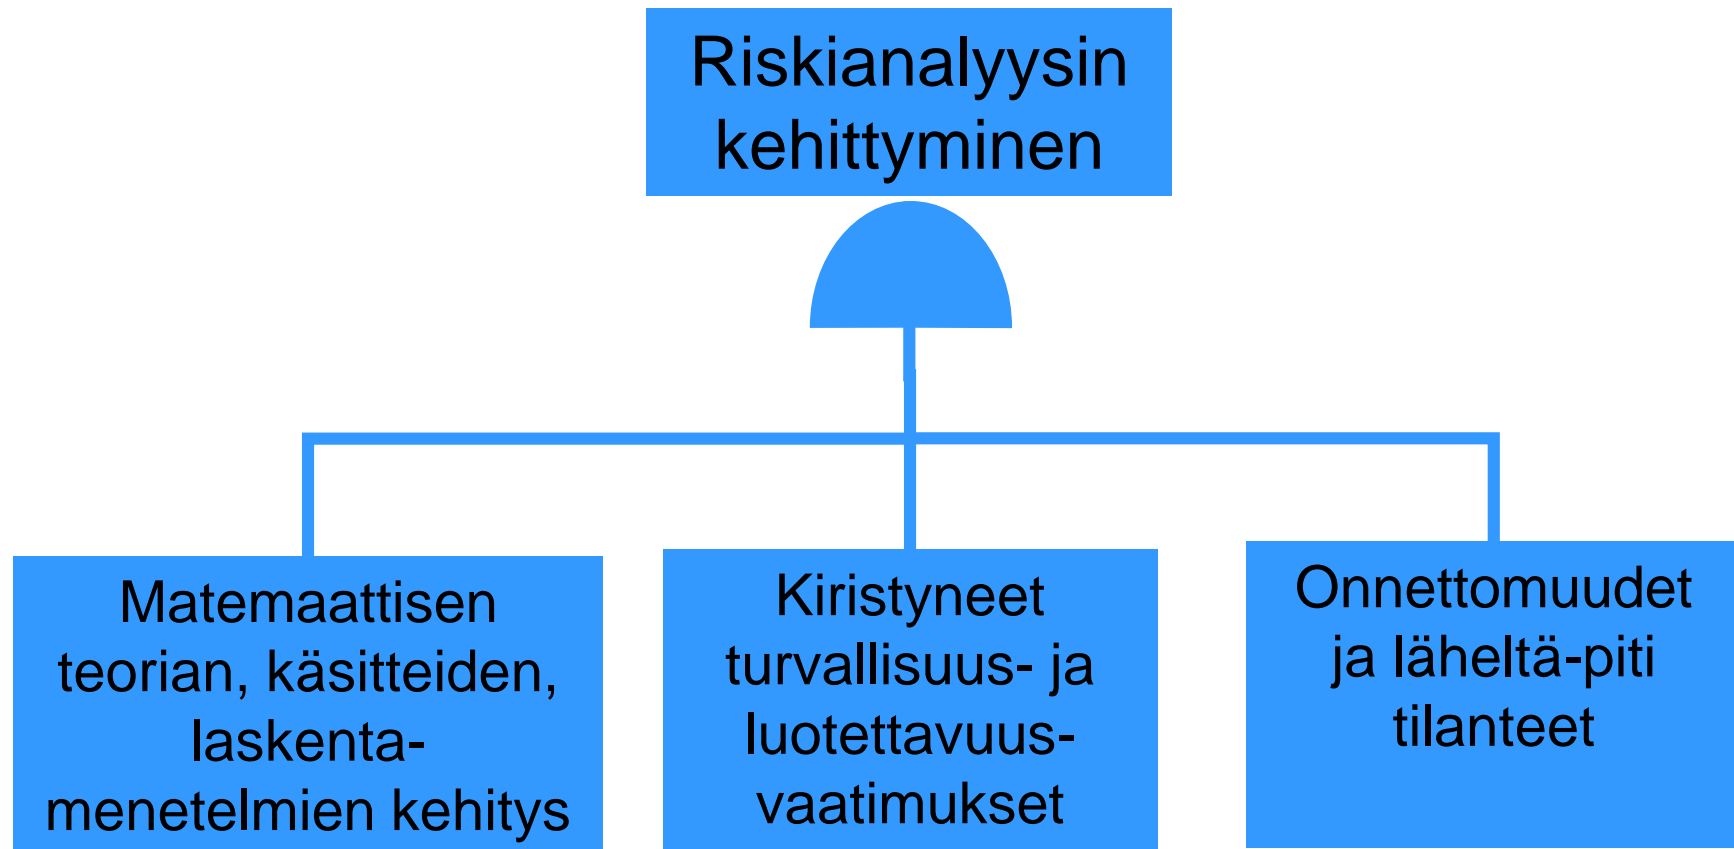 Riskianalyysin
kehittyminen
Matemaattisen
teorian, käsitteiden,
laskenta-
menetelmien kehitys
Kiristyneet
turvallisuus- ja
luotettavuus-
vaatimukset
Onnettomuudet
ja läheltä-piti
tilanteet